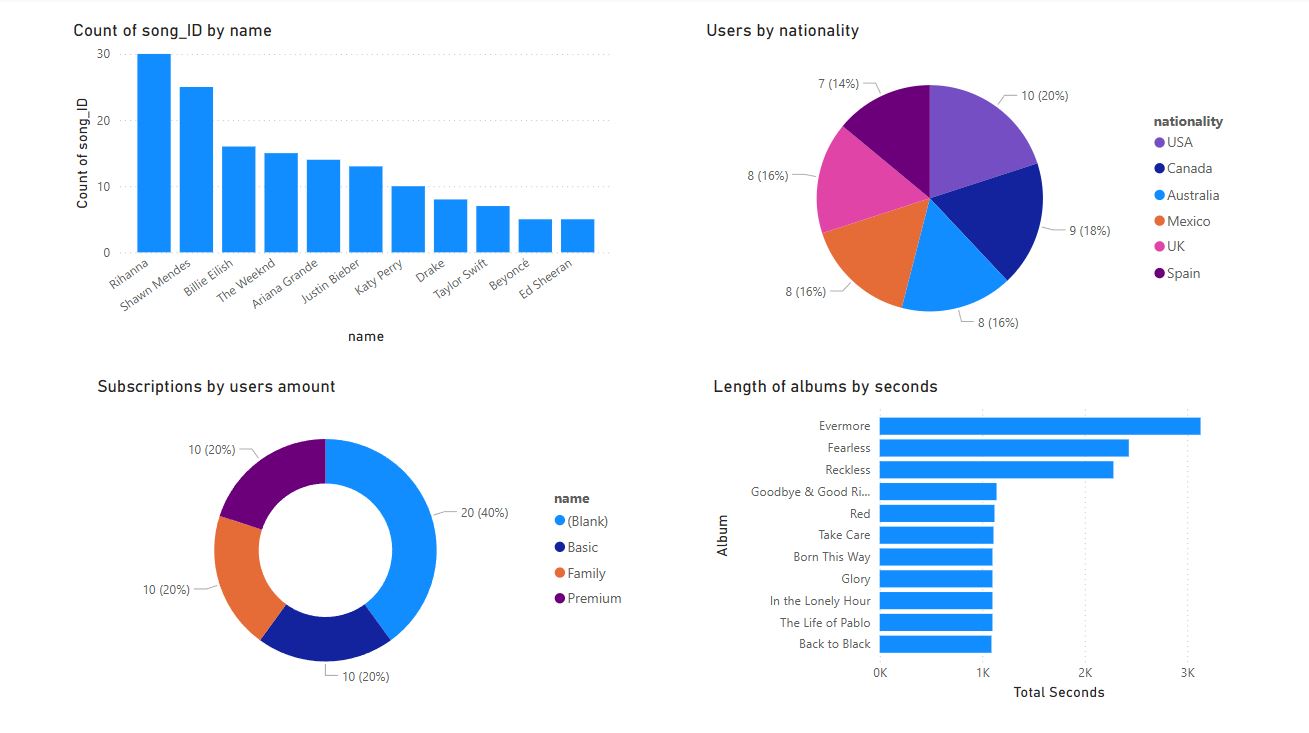 Count of song_ID by name
30
20
10
0
Count of song_ID
Rihanna
Shawn Mendes
Billie Eilish
The Weeknd
Ariana Grande
Justin Bieber
Katy Perry
Drake
Taylor Swift
Beyoncé
Ed Sheeran
name
Users by nationality
7 (14%)
10 (20%)
8 (16%)
9 (18%)
8 (16%)
8 (16%)
nationality
USA
Canada
Australia
Mexico
UK
Spain
Subscriptions by users amount
10 (20%)
20 (40%)
10 (20%)
10 (20%)
name
(Blank)
Basic
Family
Premium
Length of albums by seconds
Album
Evermore
Fearless
Reckless
Goodbye & Good Ri...
Red
Take Care
Born This Way
Glory
In the Lonely Hour
The Life of Pablo
Back to Black
0K
1K
2K
3K
Total Seconds